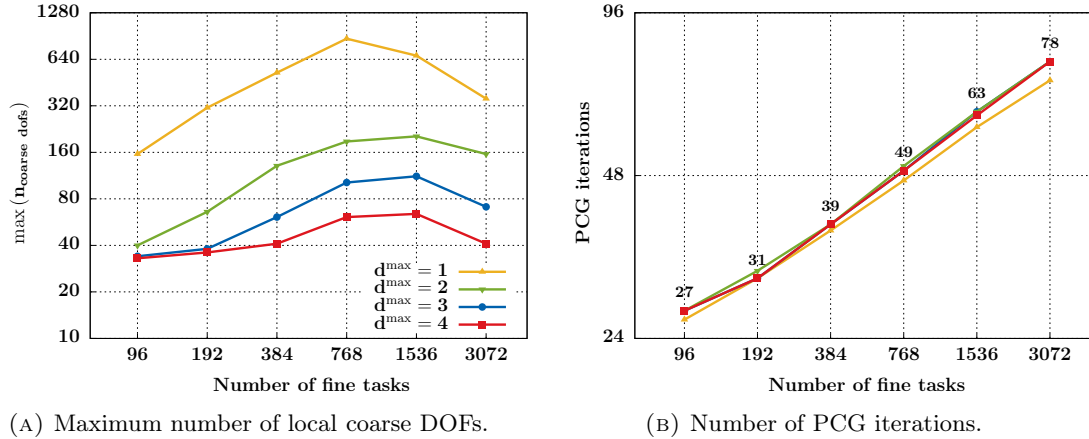 1280
640
320
160
80
40
20
10
max (n_coarse dofs)
d^max = 1
d^max = 2
d^max = 3
d^max = 4
96 192 384 768 1536 3072
Number of fine tasks
(A) Maximum number of local coarse DOFs.
96
48
24
PCG iterations
27
31
39
49
63
78
96 192 384 768 1536 3072
Number of fine tasks
(B) Number of PCG iterations.